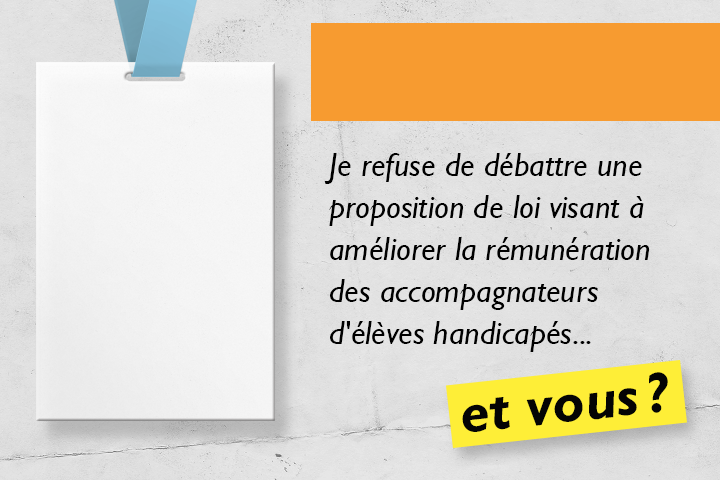 Je refuse de débattre une
proposition de loi visant à
améliorer la rémunération
des accompagnateurs
d'élèves handicapés...
et vous ?